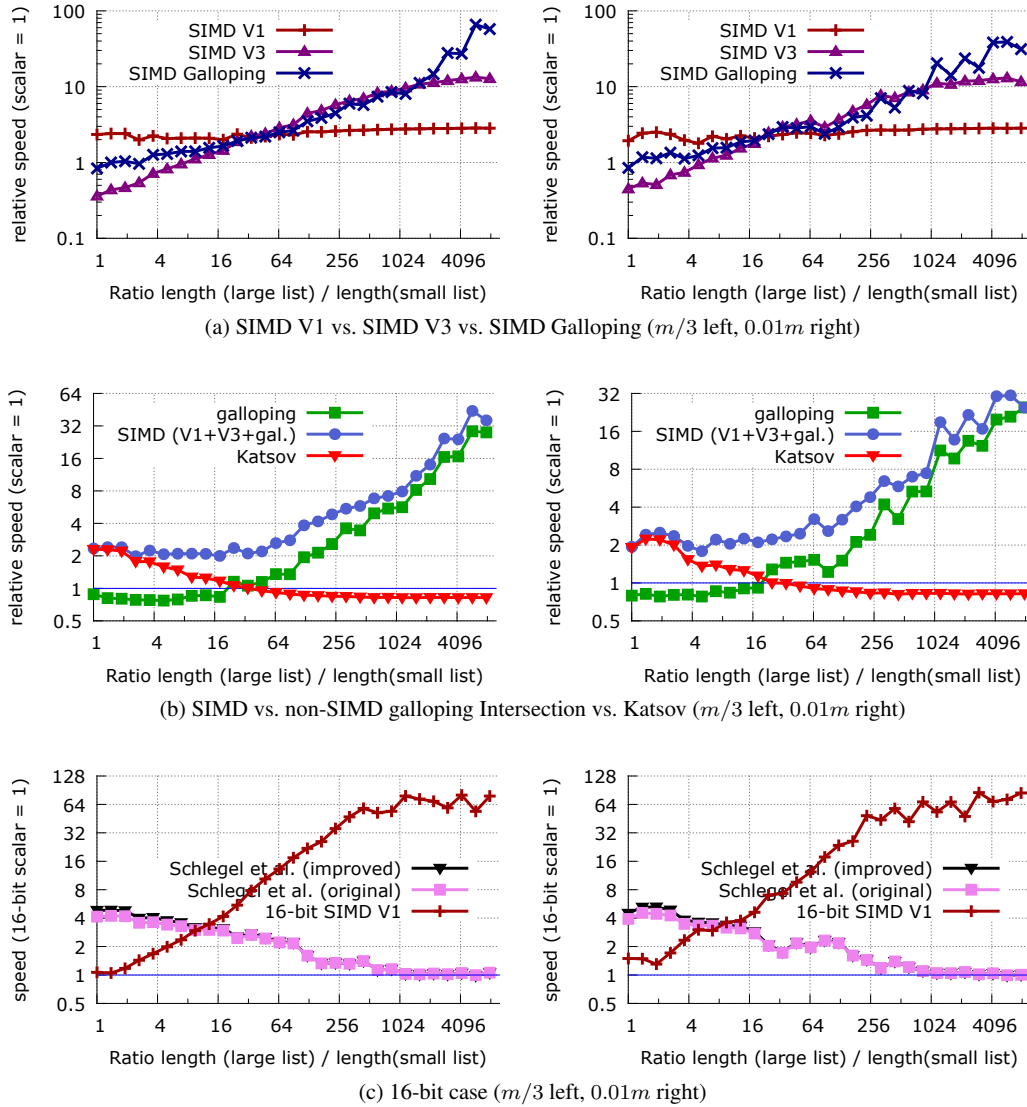 relative speed (scalar = 1)
100
10
1
0.1
SIMD V1
SIMD V3
SIMD Galloping
1 4 16 64 256 1024 4096
Ratio length (large list) / length(small list)
relative speed (scalar = 1)
100
10
1
0.1
SIMD V1
SIMD V3
SIMD Galloping
1 4 16 64 256 1024 4096
Ratio length (large list) / length(small list)
(a) SIMD V1 vs. SIMD V3 vs. SIMD Galloping (m/3 left, 0.01m right)
relative speed (scalar = 1)
64
32
16
8
4
2
1
0.5
galloping
SIMD (V1+V3+gal.)
Katsov
1 4 16 64 256 1024 4096
Ratio length (large list) / length(small list)
relative speed (scalar = 1)
32
16
8
4
2
1
0.5
galloping
SIMD (V1+V3+gal.)
Katsov
1 4 16 64 256 1024 4096
Ratio length (large list) / length(small list)
(b) SIMD vs. non-SIMD galloping Intersection vs. Katsov (m/3 left, 0.01m right)
speed (16-bit scalar = 1)
128
64
32
16
8
4
2
1
0.5
Schlegel et al. (improved)
Schlegel et al. (original)
16-bit SIMD V1
1 4 16 64 256 1024 4096
Ratio length (large list) / length(small list)
speed (16-bit scalar = 1)
128
64
32
16
8
4
2
1
0.5
Schlegel et al. (improved)
Schlegel et al. (original)
16-bit SIMD V1
1 4 16 64 256 1024 4096
Ratio length (large list) / length(small list)
(c) 16-bit case (m/3 left, 0.01m right)